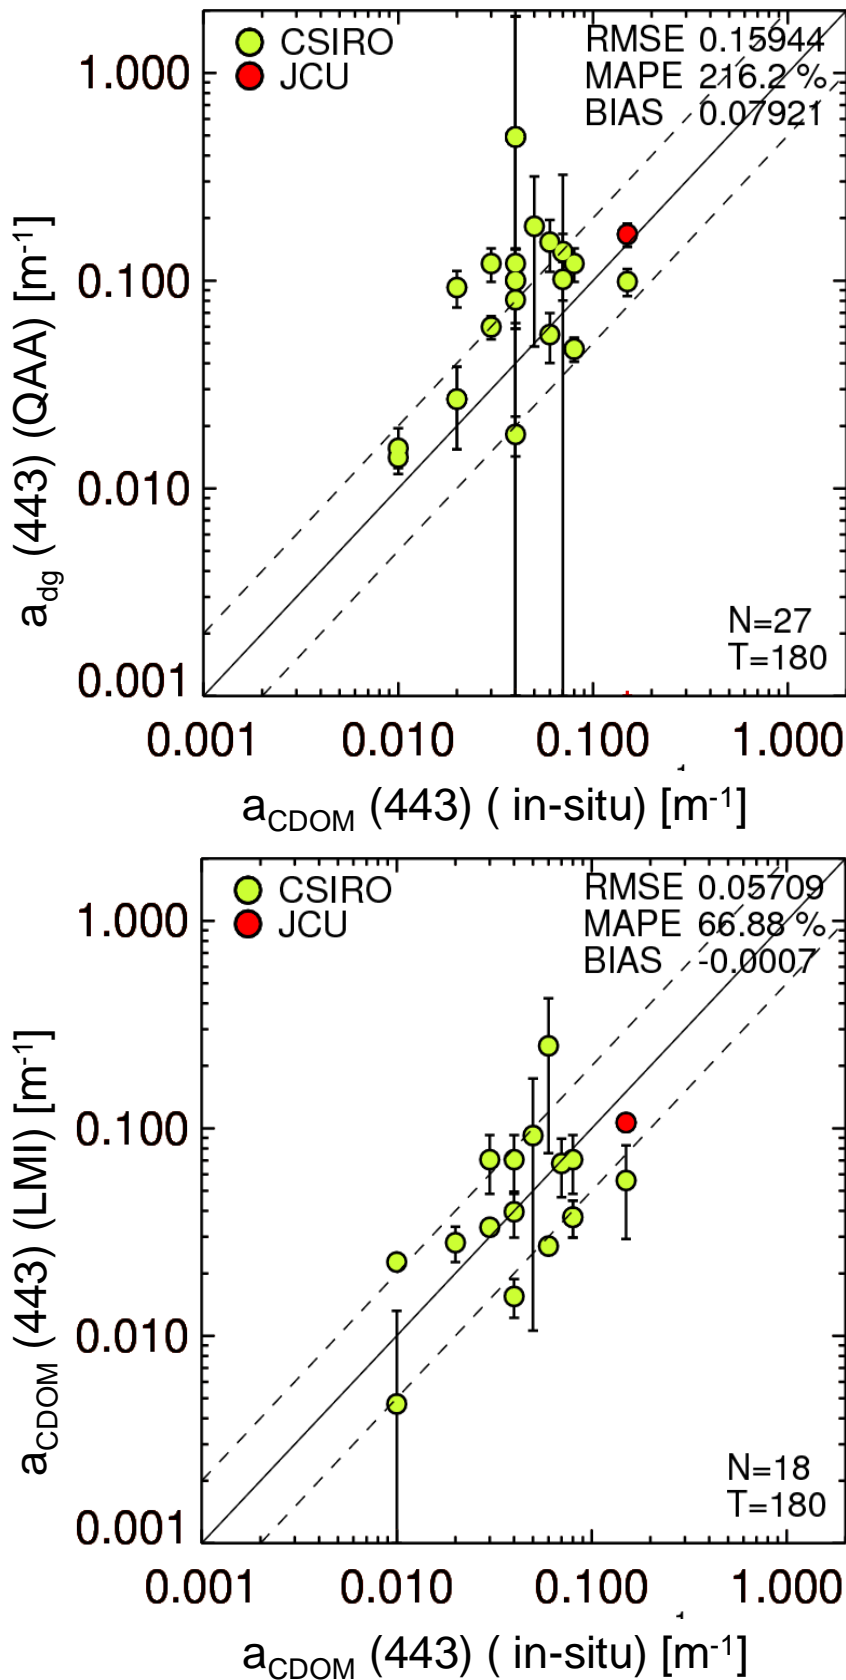 CSIRO
JCU
RMSE 0.15944
MAPE 216.2 %
BIAS 0.07921
1.000
0.100
0.010
0.001
a_dg (443) (QAA) [m⁻¹]
N=27
T=180
0.001 0.010 0.100 1.000
a_CDOM (443) ( in-situ) [m⁻¹]
CSIRO
JCU
RMSE 0.05709
MAPE 66.88 %
BIAS -0.0007
1.000
0.100
0.010
0.001
a_CDOM (443) (LMI) [m⁻¹]
N=18
T=180
0.001 0.010 0.100 1.000
a_CDOM (443) ( in-situ) [m⁻¹]